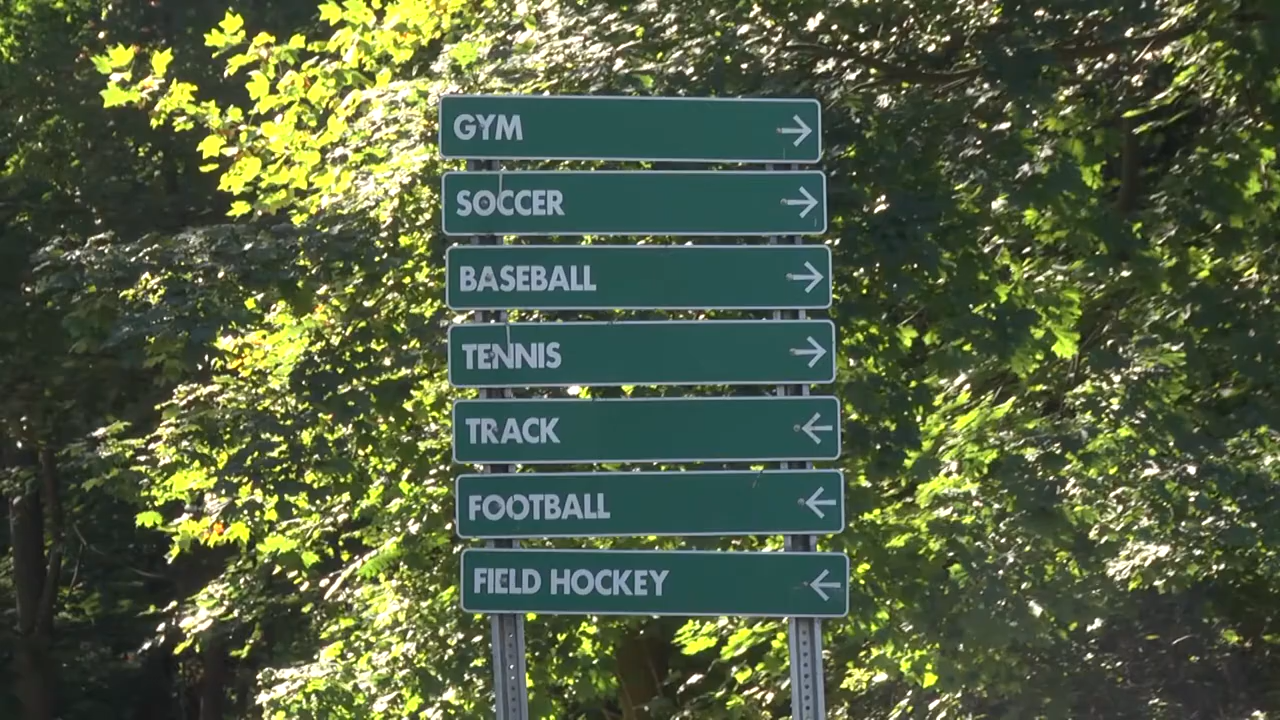 GYM →
SOCCER →
BASEBALL →
TENNIS →
TRACK ←
FOOTBALL ←
FIELD HOCKEY ←